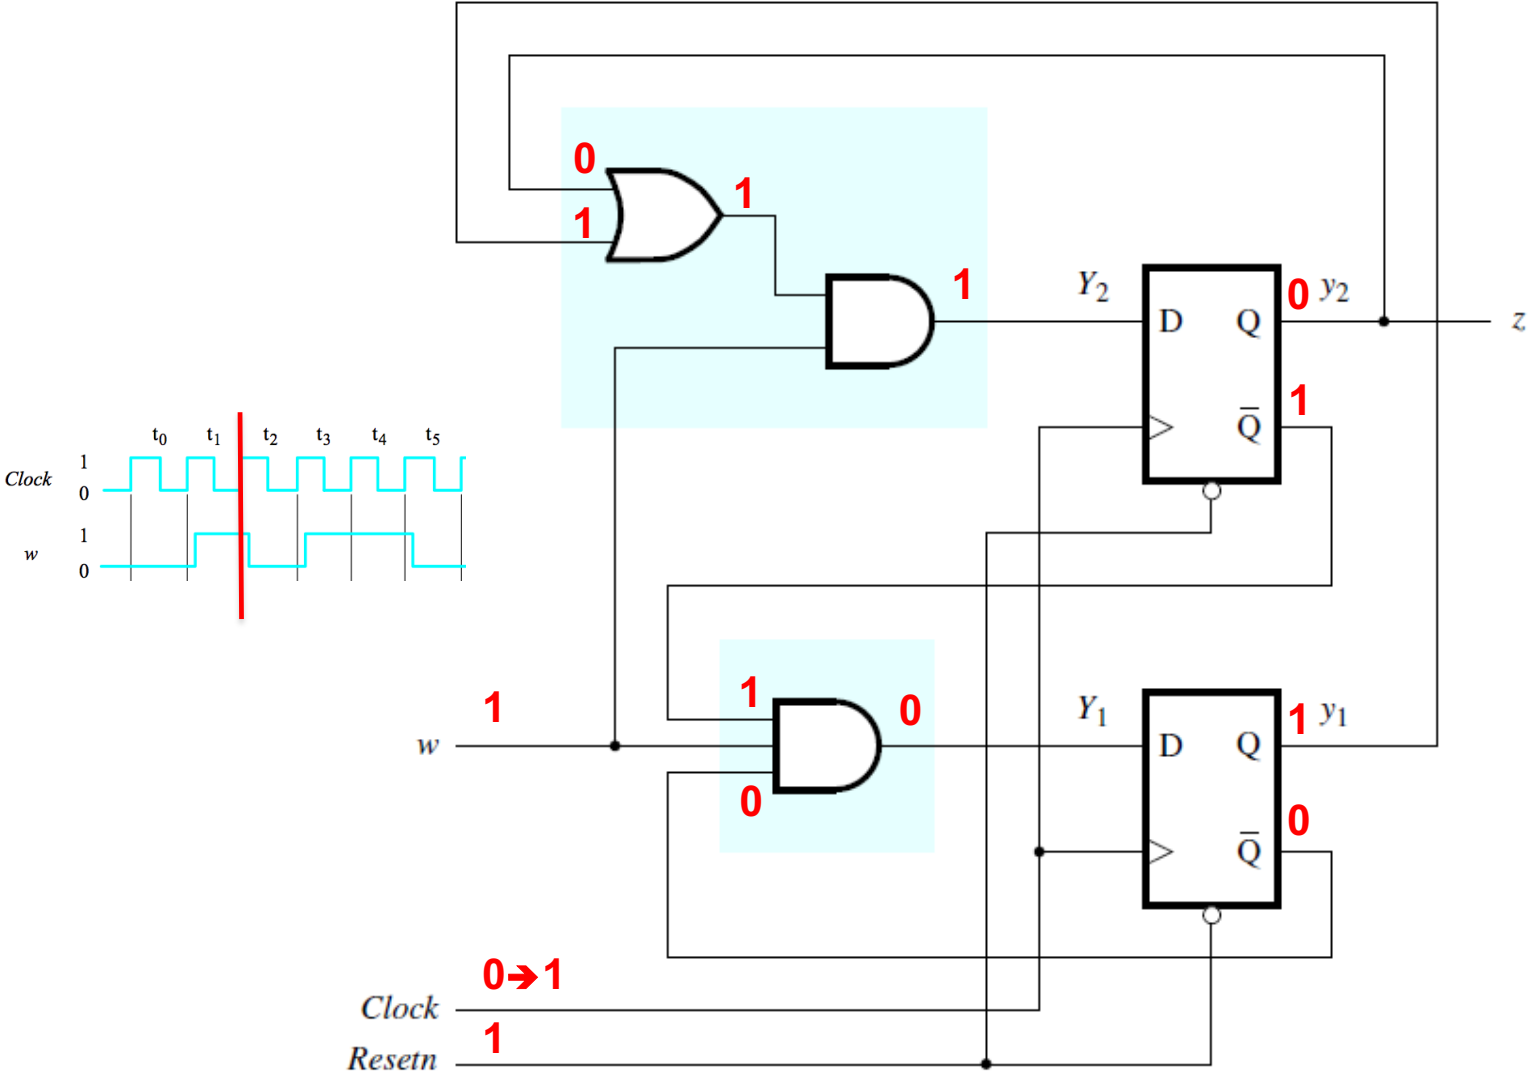 0
1
1
1
Y2
0 y2
D Q
z
1
Q̅
t0 t1 t2 t3 t4 t5
Clock 1
0
w 1
0
1
w
1
0
0
Y1
1 y1
D Q
0
Q̅
0➔1
Clock
1
Resetn